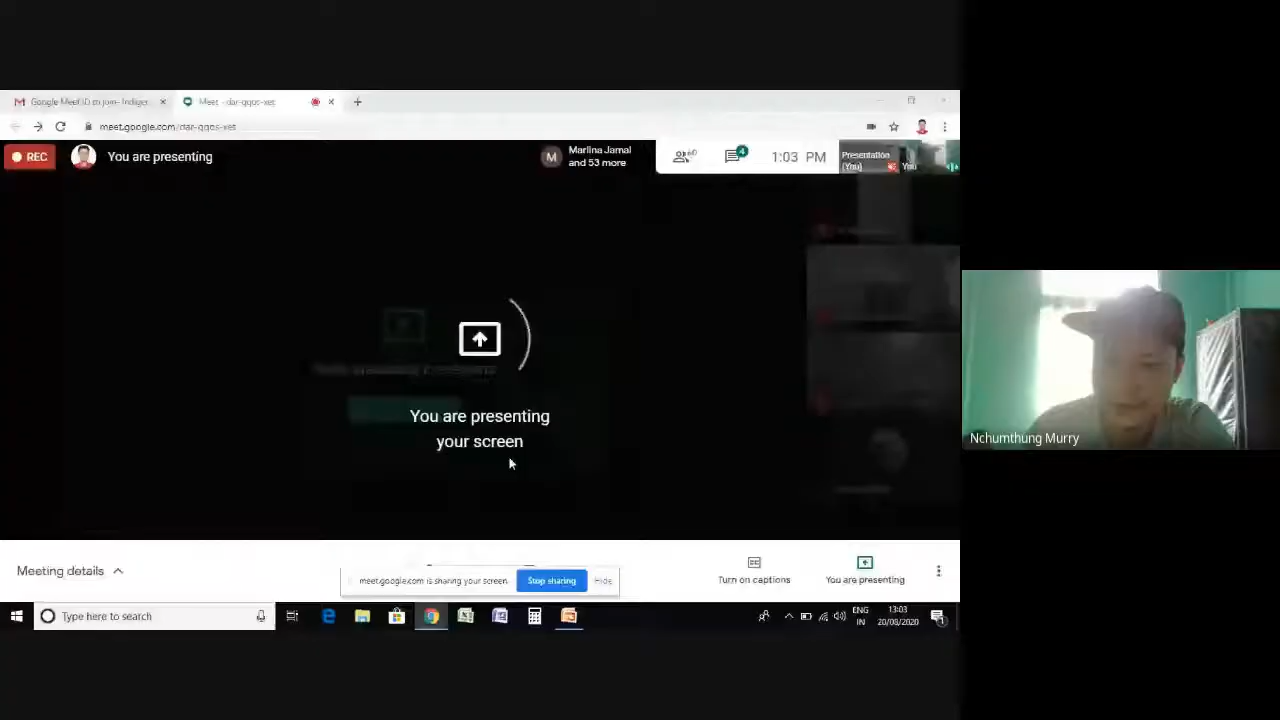 Google Meet ID to join- Indiger
Meet - dar-qqos-xet
meet.google.com/dar-qqos-xet
REC
You are presenting
M
Marlina Jamal
and 53 more
4
1:03 PM
Presentation
(You)
You
You are presenting
your screen
Nchumthung Murry
Meeting details
meet.google.com is sharing your screen.
Stop sharing
Hide
Turn on captions
You are presenting
Type here to search
ENG
IN
13:03
20/08/2020
1